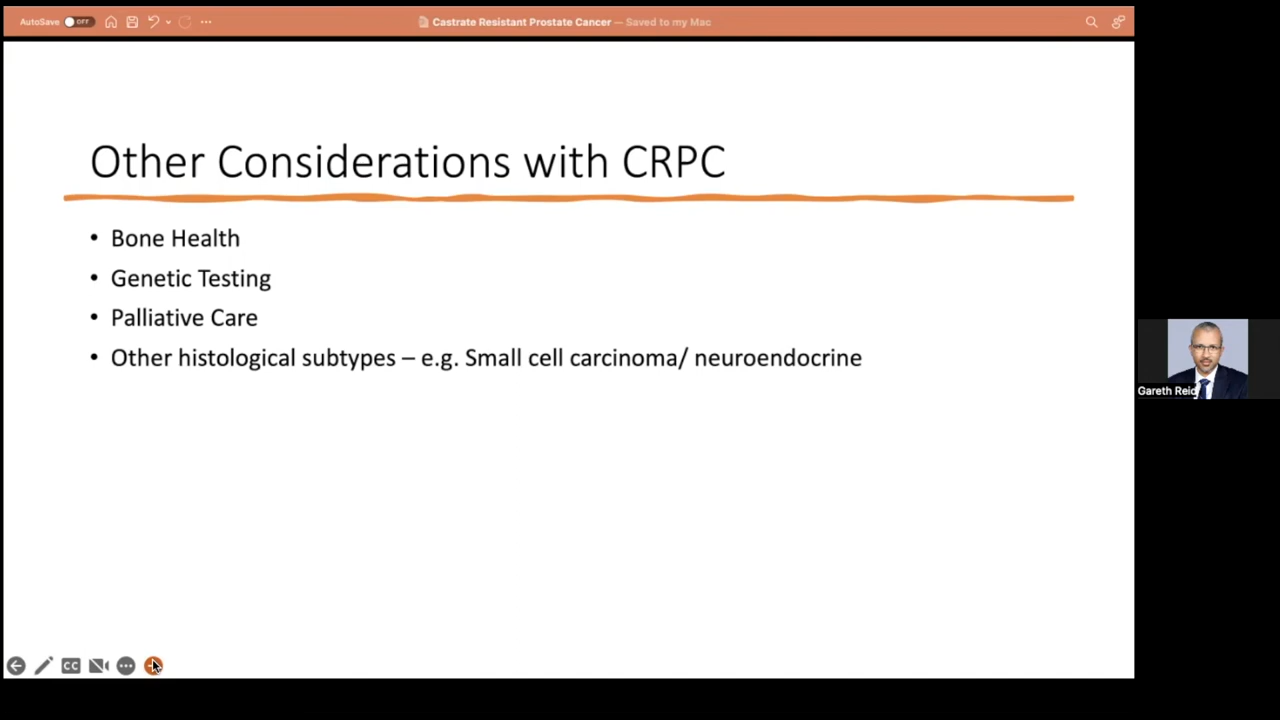 AutoSave OFF
Castrate Resistant Prostate Cancer — Saved to my Mac
Other Considerations with CRPC
• Bone Health
• Genetic Testing
• Palliative Care
• Other histological subtypes – e.g. Small cell carcinoma/ neuroendocrine
Gareth Reid
CC